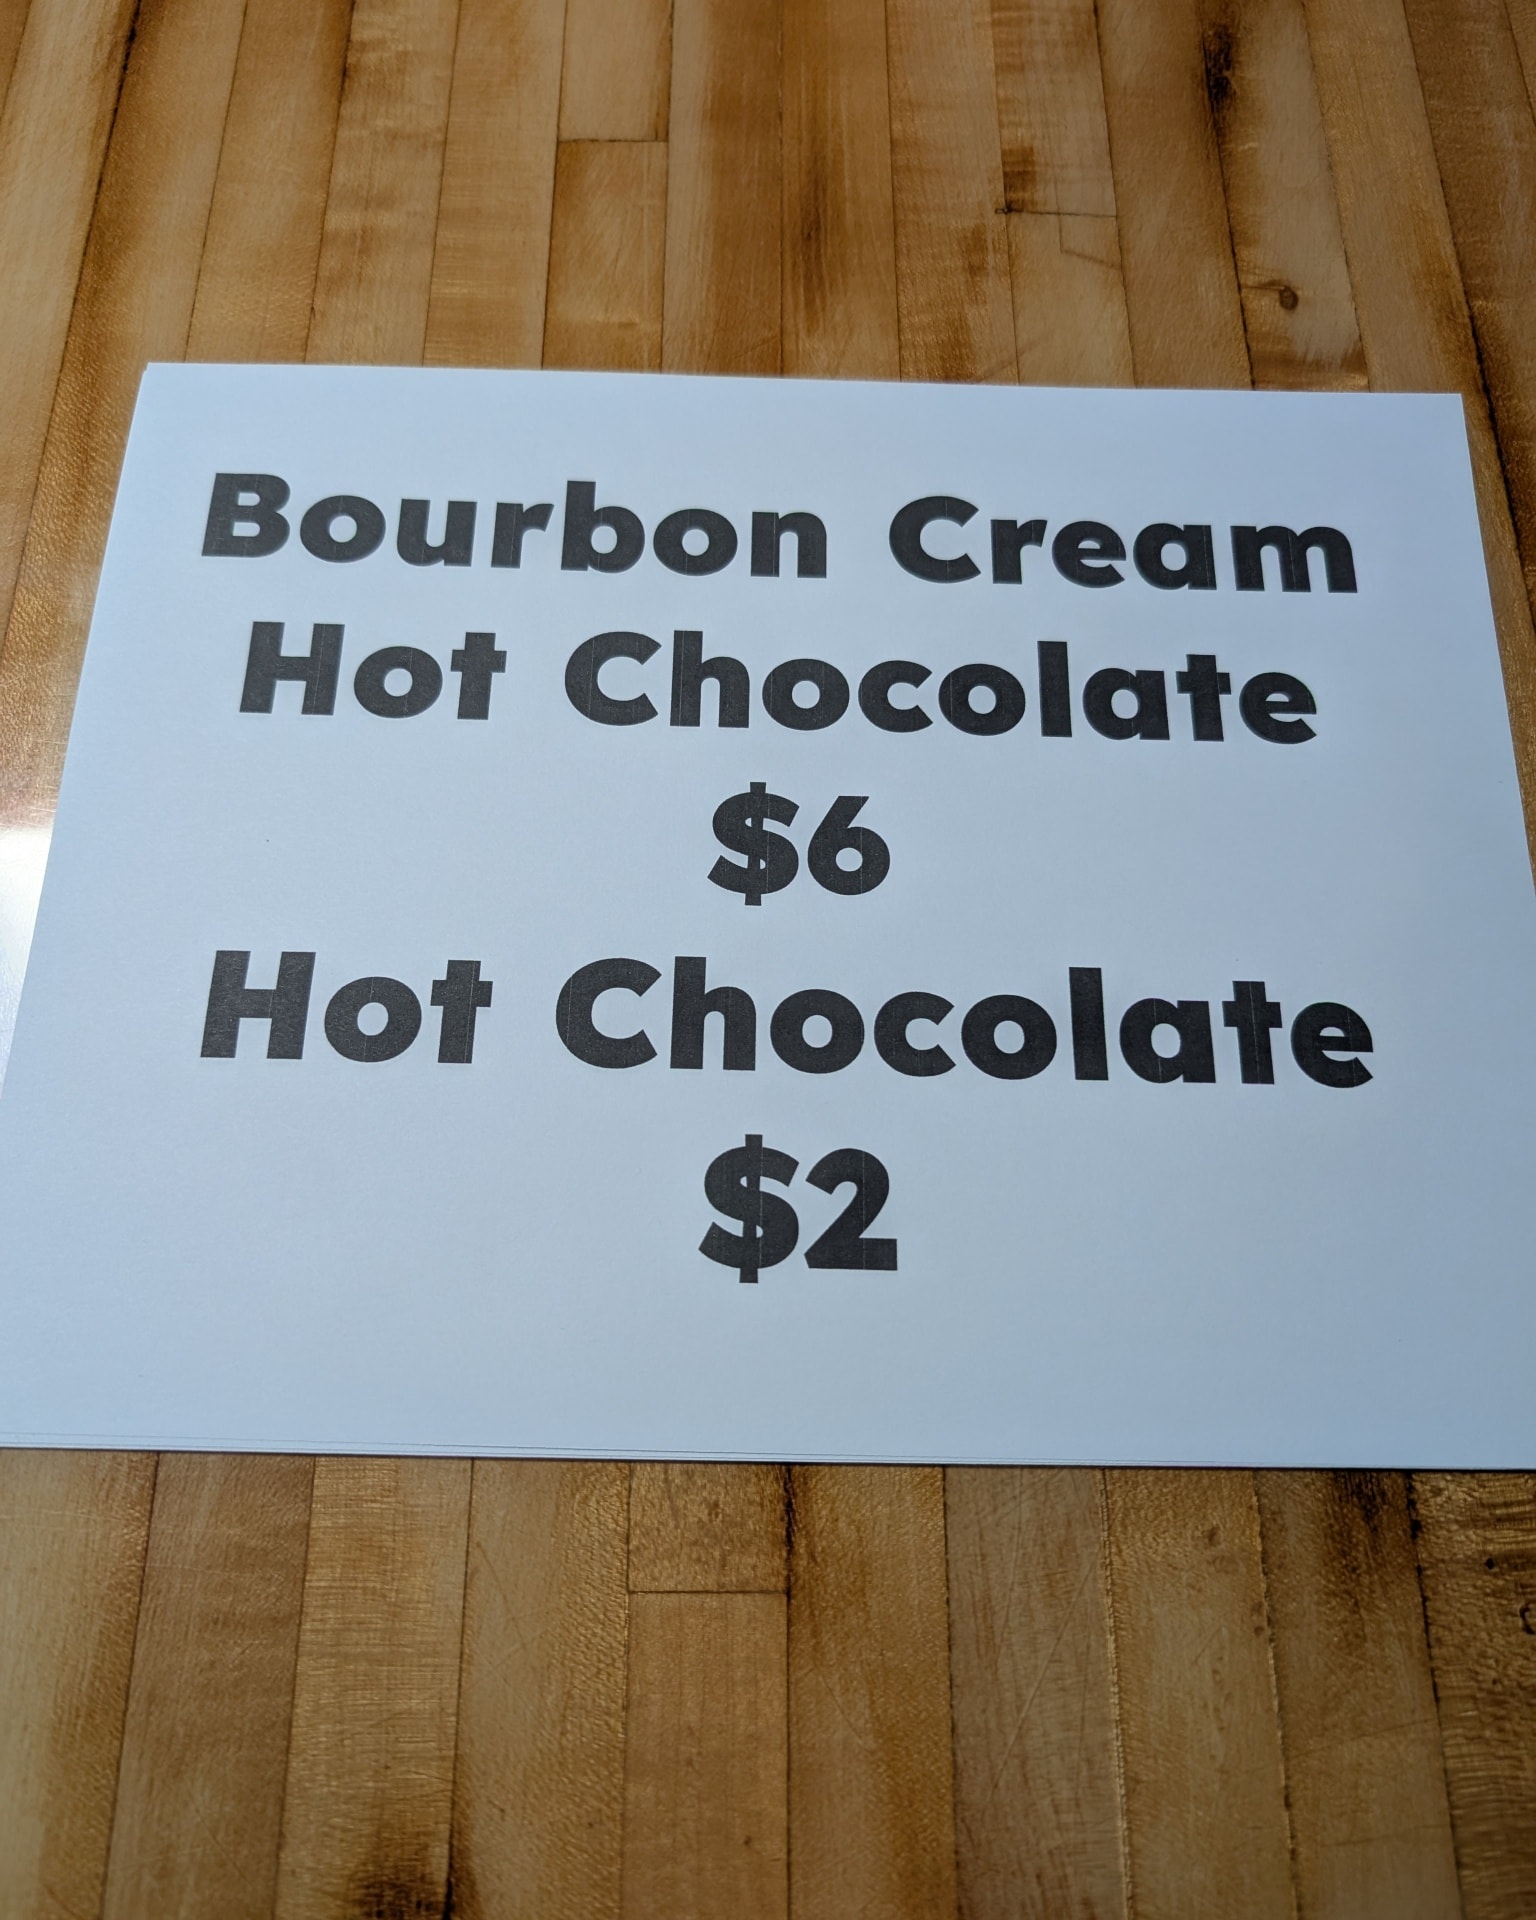 Bourbon Cream
Hot Chocolate
$6
Hot Chocolate
$2